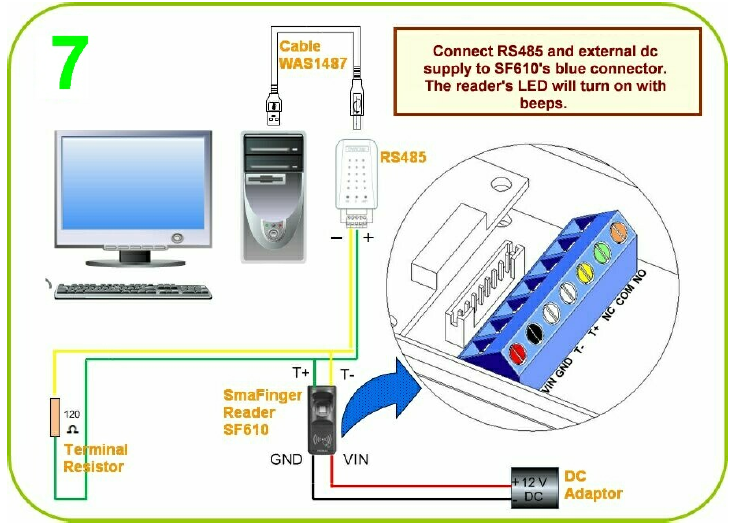 7
Cable
WAS1487
Connect RS485 and external dc
supply to SF610's blue connector.
The reader's LED will turn on with
beeps.
RS485
− +
VIN GND T- T+ NC COM NO
T+ T-
SmaFinger
Reader
SF610
120
Ω
Terminal
Resistor
GND VIN
+12 V
- DC
DC
Adaptor